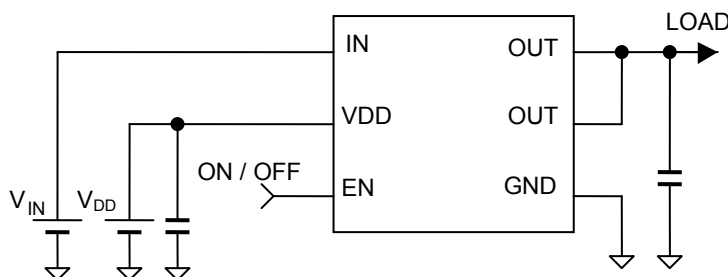 LOAD
IN
OUT
VDD
OUT
ON / OFF
EN
GND
VIN
VDD